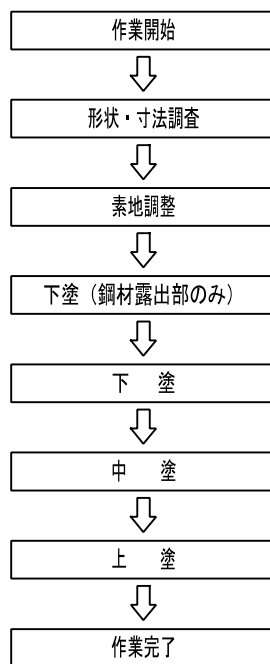 作業開始
形状・寸法調査
素地調整
下塗（鋼材露出部のみ）
下　塗
中　塗
上　塗
作業完了